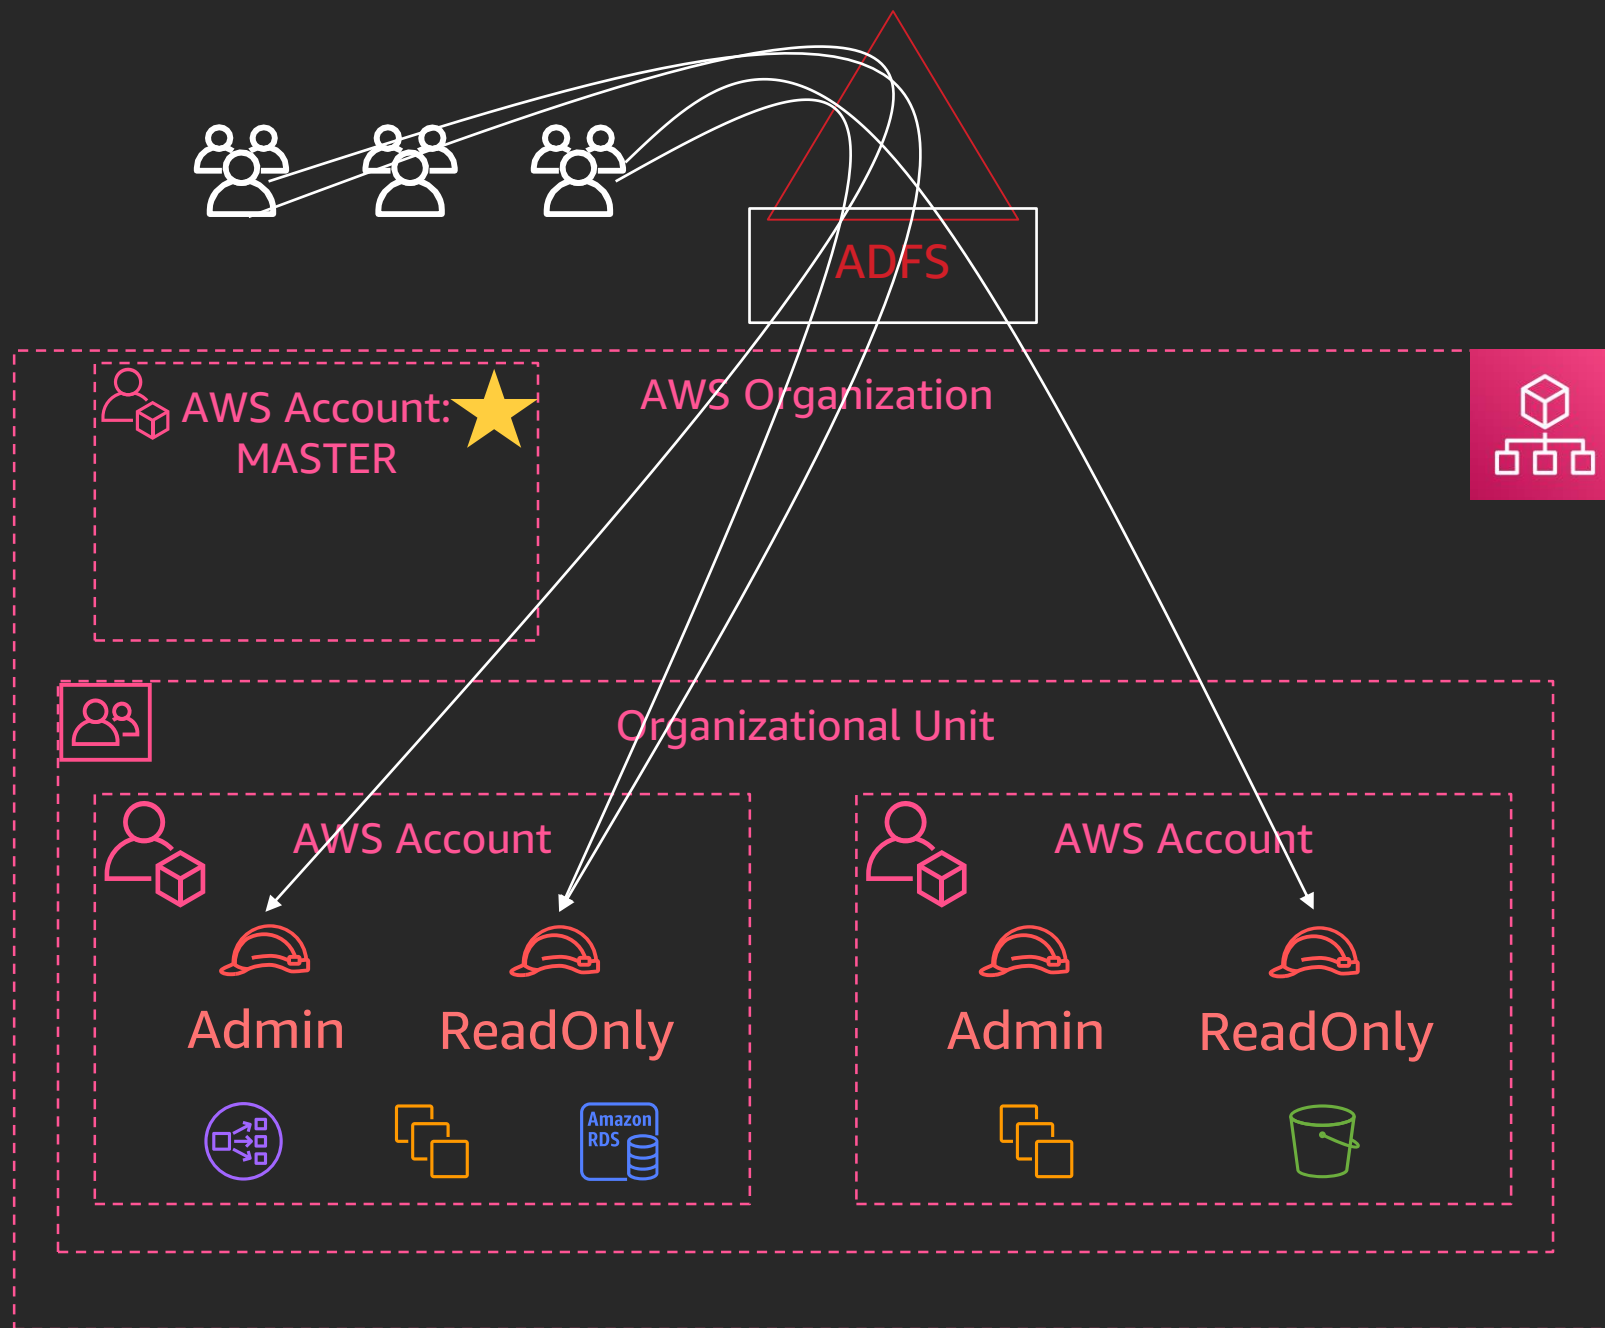 ADFS
AWS Organization
AWS Account:
MASTER
Organizational Unit
AWS Account
AWS Account
Admin
ReadOnly
Admin
ReadOnly
Amazon
RDS